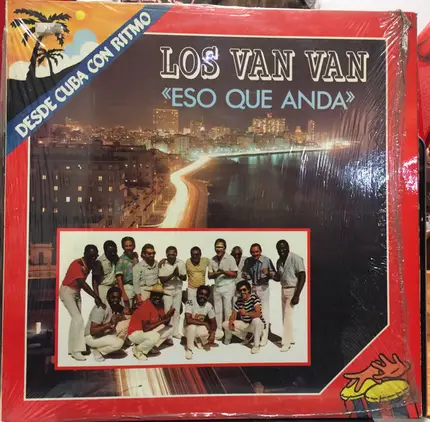 DESDE CUBA CON RITMO
LOS VAN VAN
«ESO QUE ANDA»